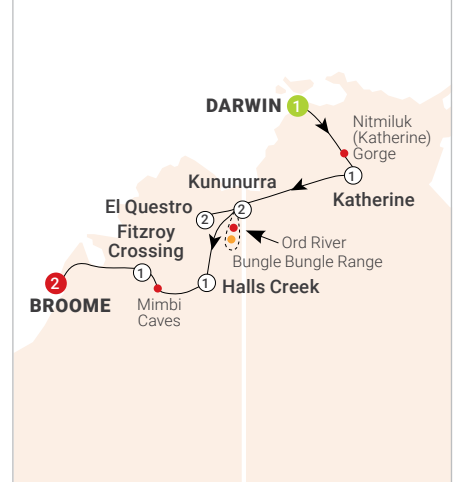 DARWIN 1
Nitmiluk
(Katherine)
Gorge
1
Katherine
Kununurra
2
El Questro
2
Fitzroy
Crossing
1
Ord River
Bungle Bungle Range
1
Halls Creek
2
BROOME
Mimbi
Caves